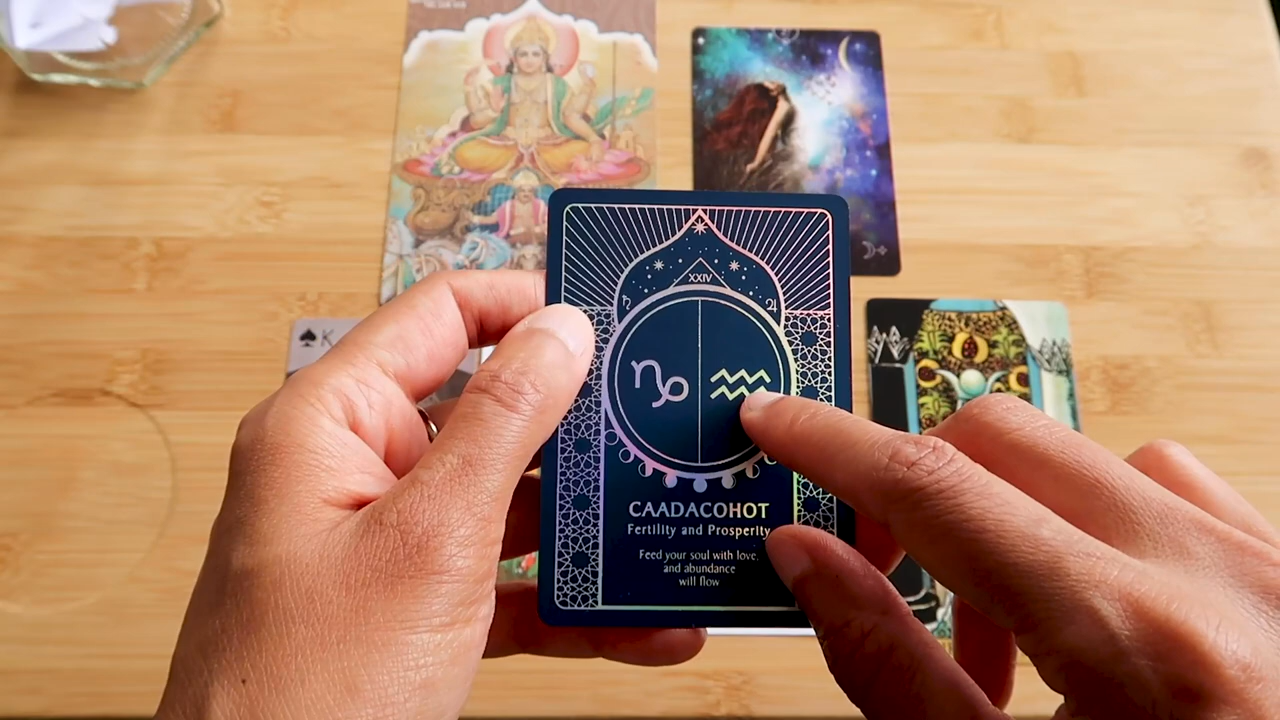 K
XXIV
CAADACOHOT
Fertility and Prosperity
Feed your soul with love,
and abundance
will flow